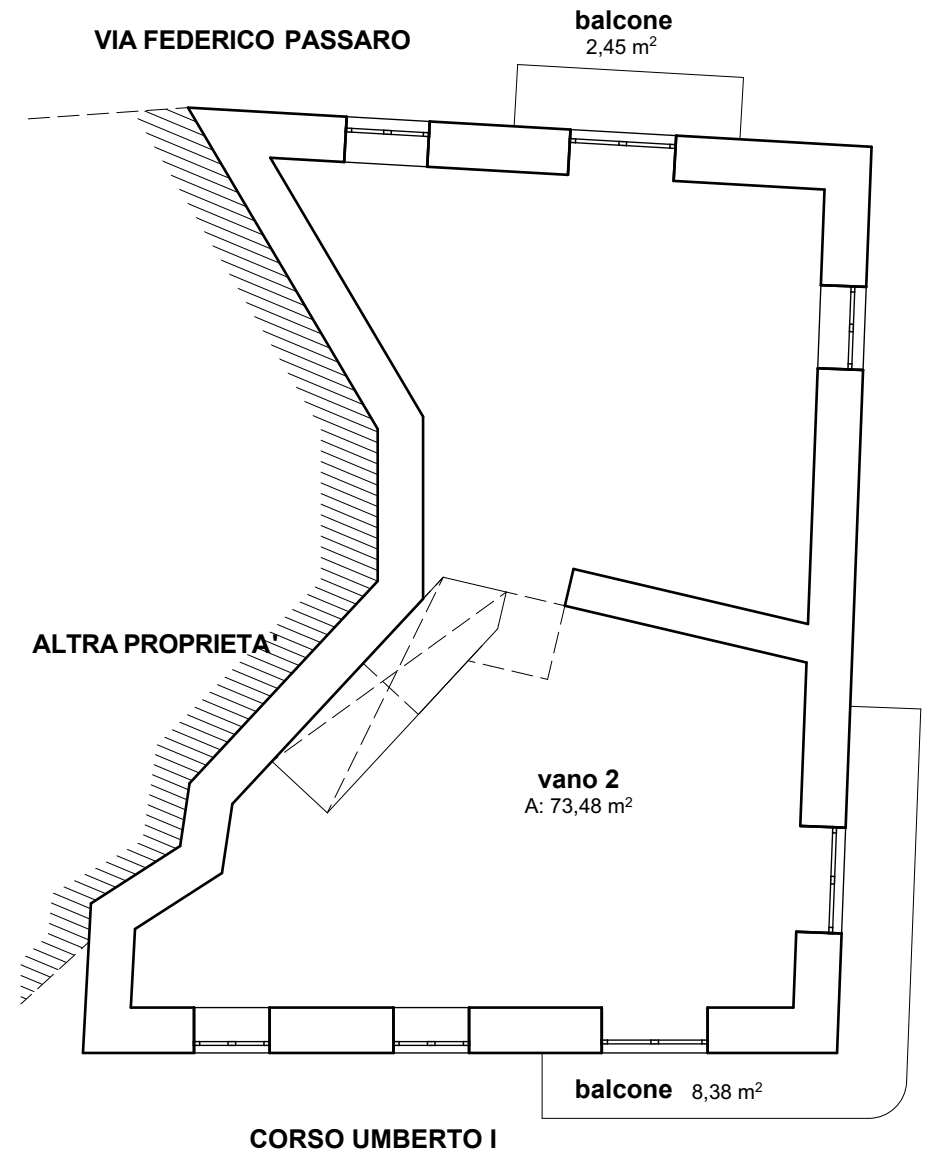 VIA FEDERICO PASSARO
balcone
2,45 m²
ALTRA PROPRIETA'
vano 2
A: 73,48 m²
balcone 8,38 m²
CORSO UMBERTO I